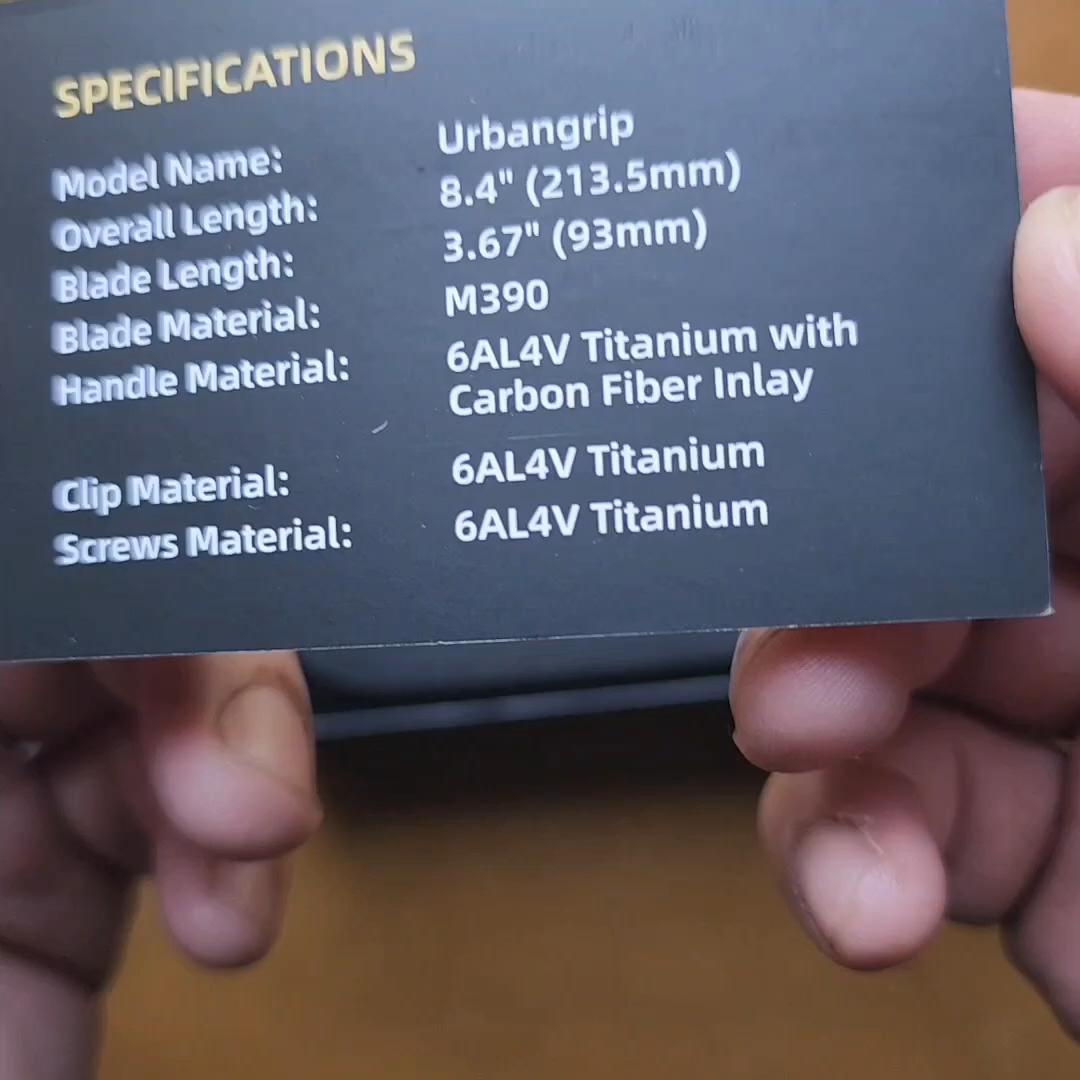 SPECIFICATIONS
Model Name: Urbangrip
Overall Length: 8.4" (213.5mm)
Blade Length: 3.67" (93mm)
Blade Material: M390
Handle Material: 6AL4V Titanium with
Carbon Fiber Inlay
Clip Material: 6AL4V Titanium
Screws Material: 6AL4V Titanium